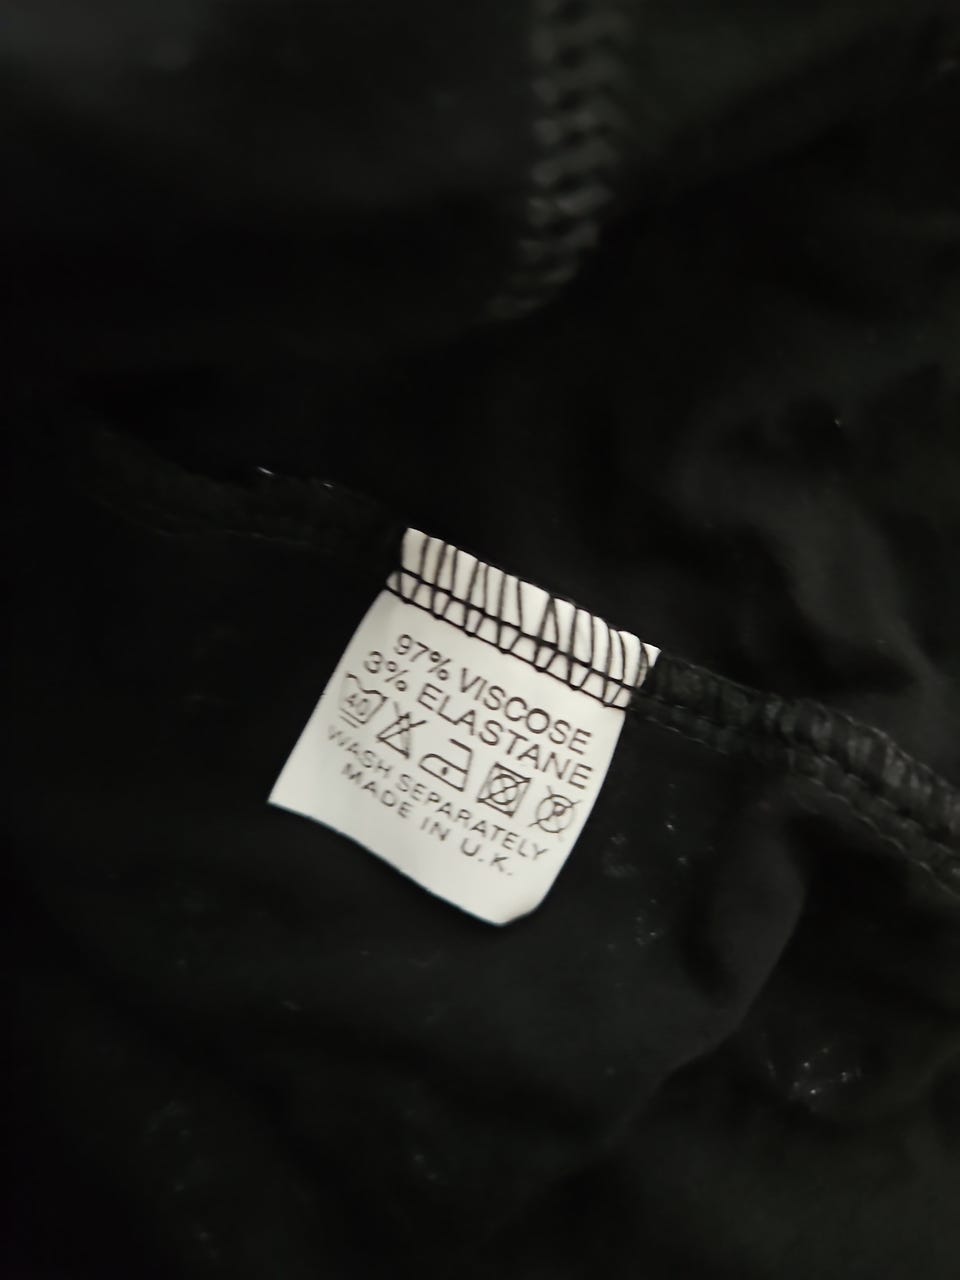 97% VISCOSE
3% ELASTANE
40
WASH SEPARATELY
MADE IN U.K.